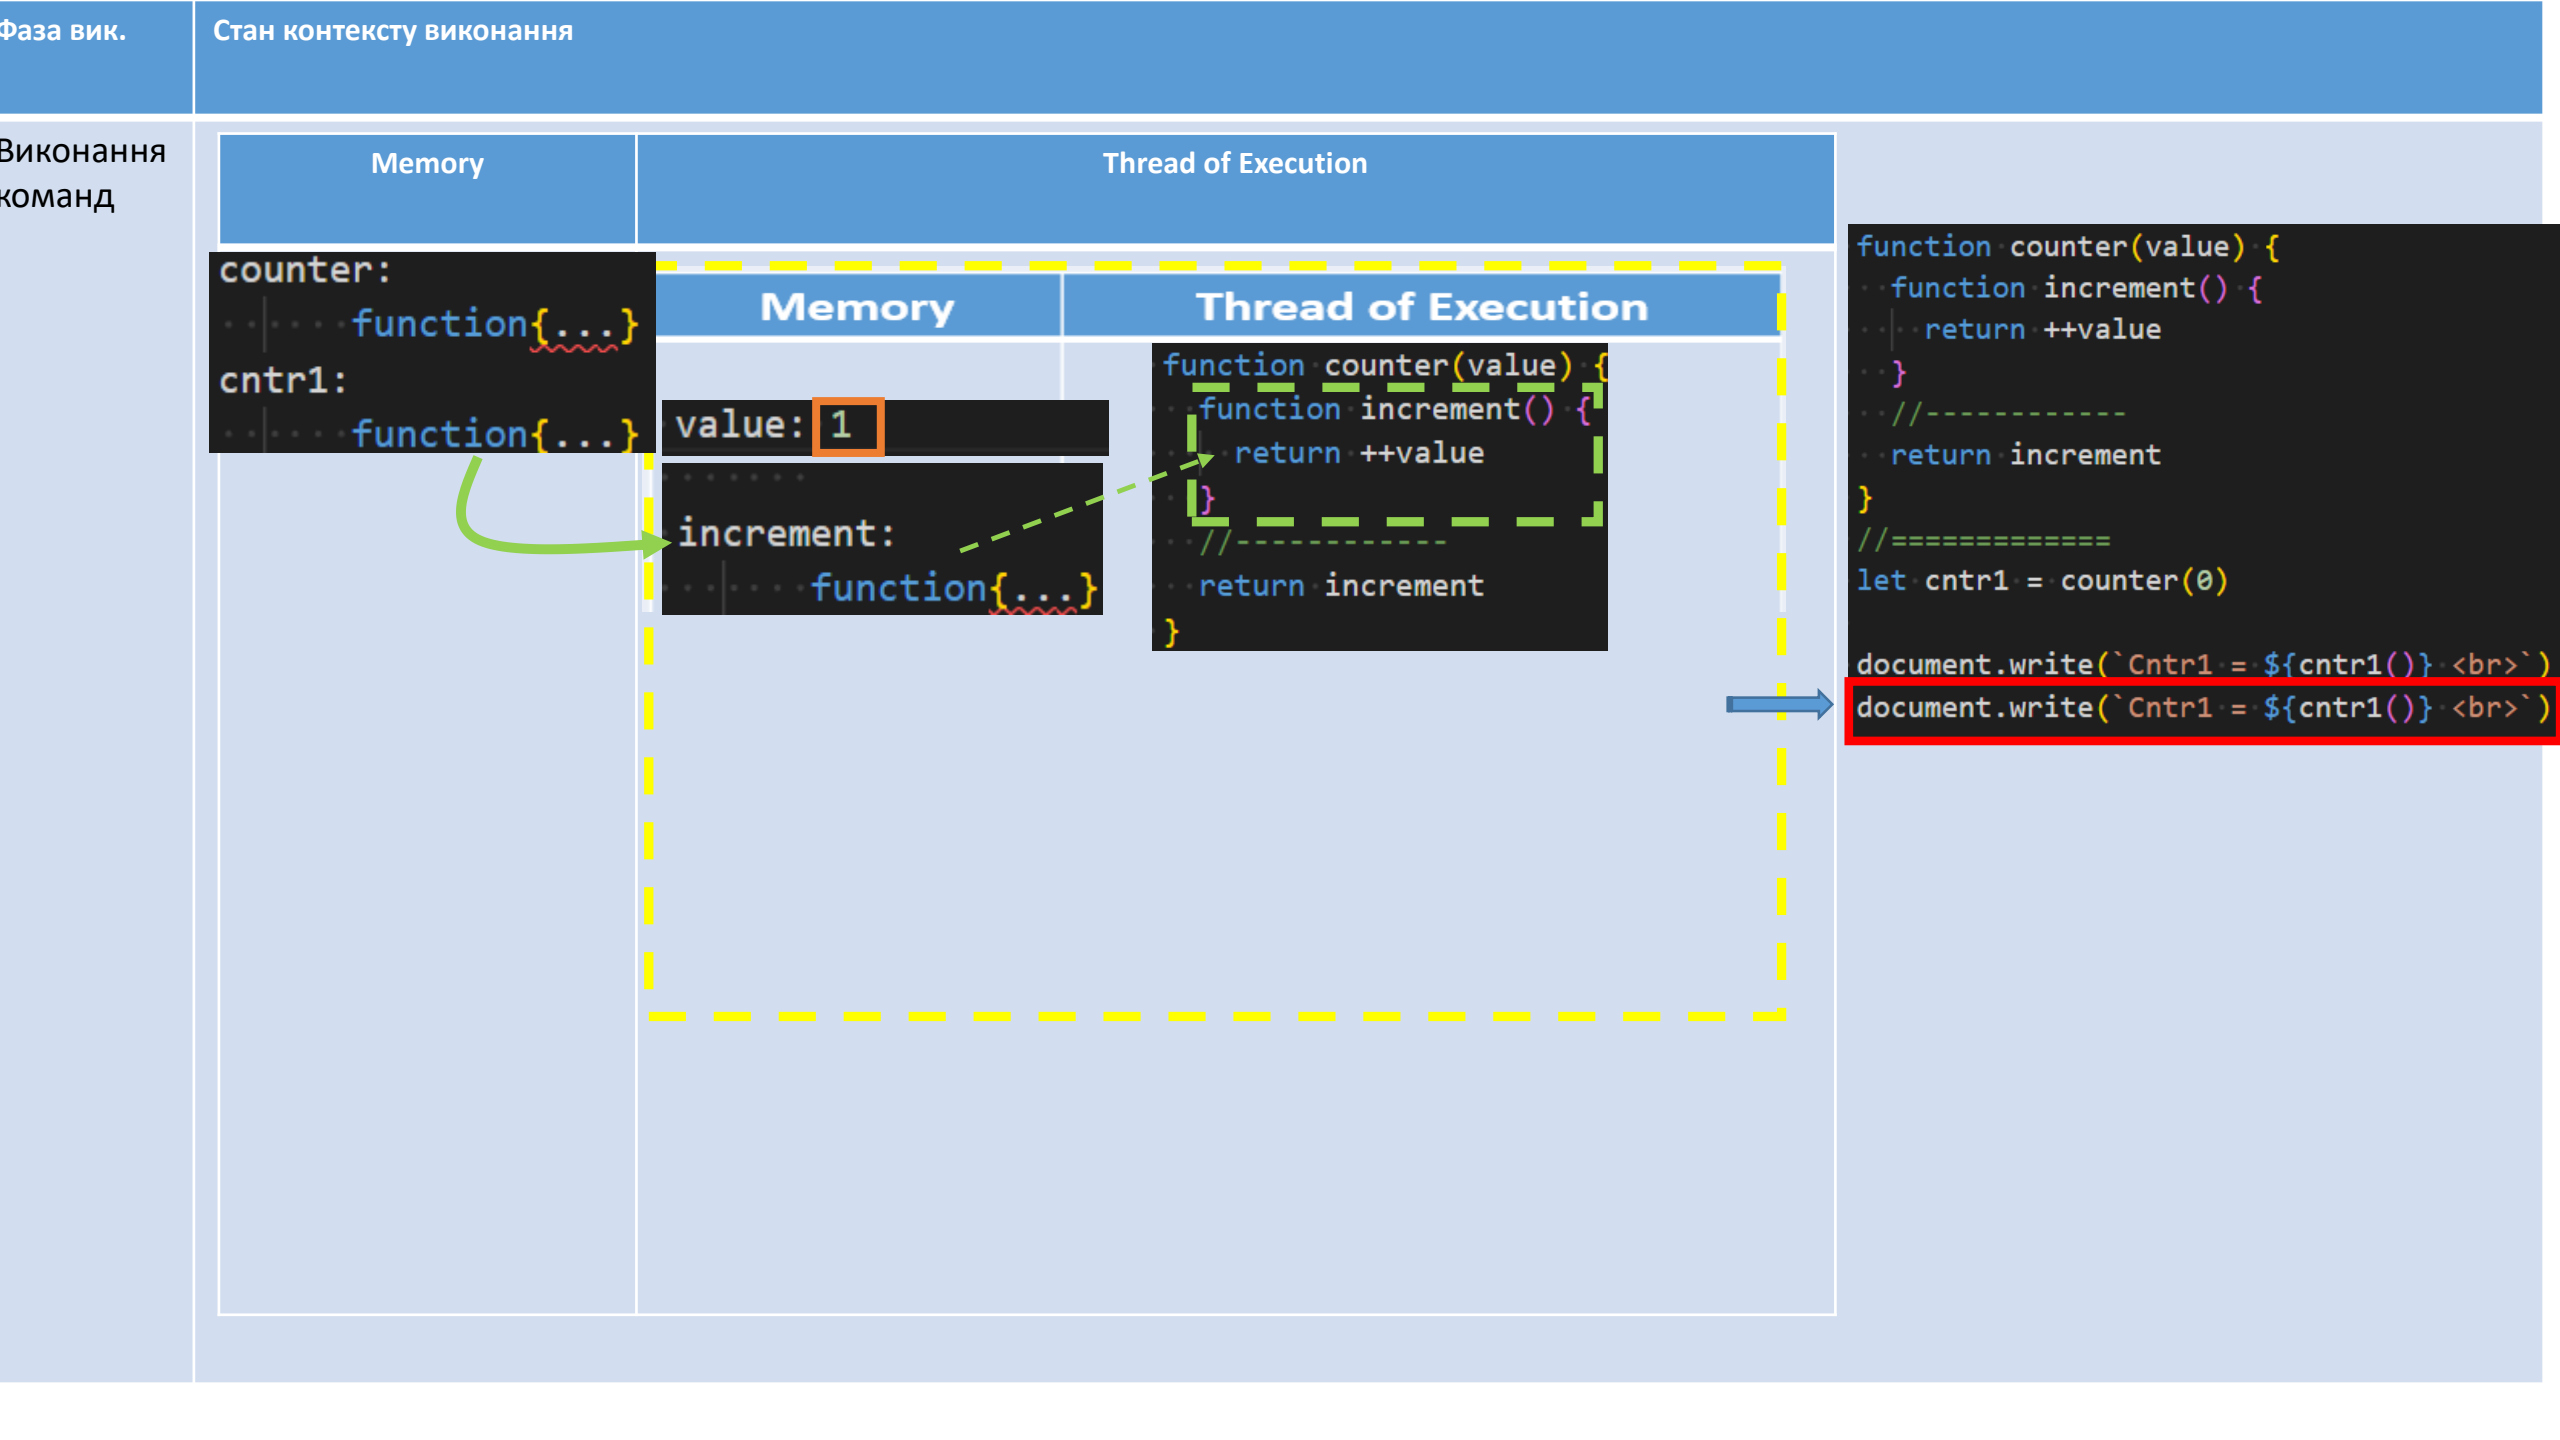 Фаза вик.
Стан контексту виконання
Виконання
команд
Memory
Thread of Execution
counter:
function{...}
cntr1:
function{...}
Memory
Thread of Execution
value: 1
increment:
function{...}
function counter(value) {
function increment() {
return ++value
}
//------------
return increment
}
function counter(value) {
function increment() {
return ++value
}
//------------
return increment
}
//=============
let cntr1 = counter(0)
document.write(`Cntr1 = ${cntr1()} <br>`)
document.write(`Cntr1 = ${cntr1()} <br>`)